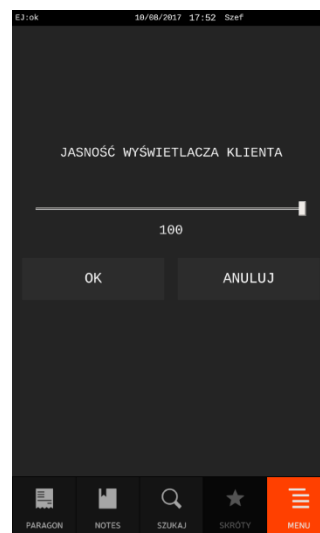 EJ:ok 10/08/2017 17:52 Szef
JASNOŚĆ WYŚWIETLACZA KLIENTA
100
OK ANULUJ
PARAGON NOTES SZUKAJ SKRÓTY MENU